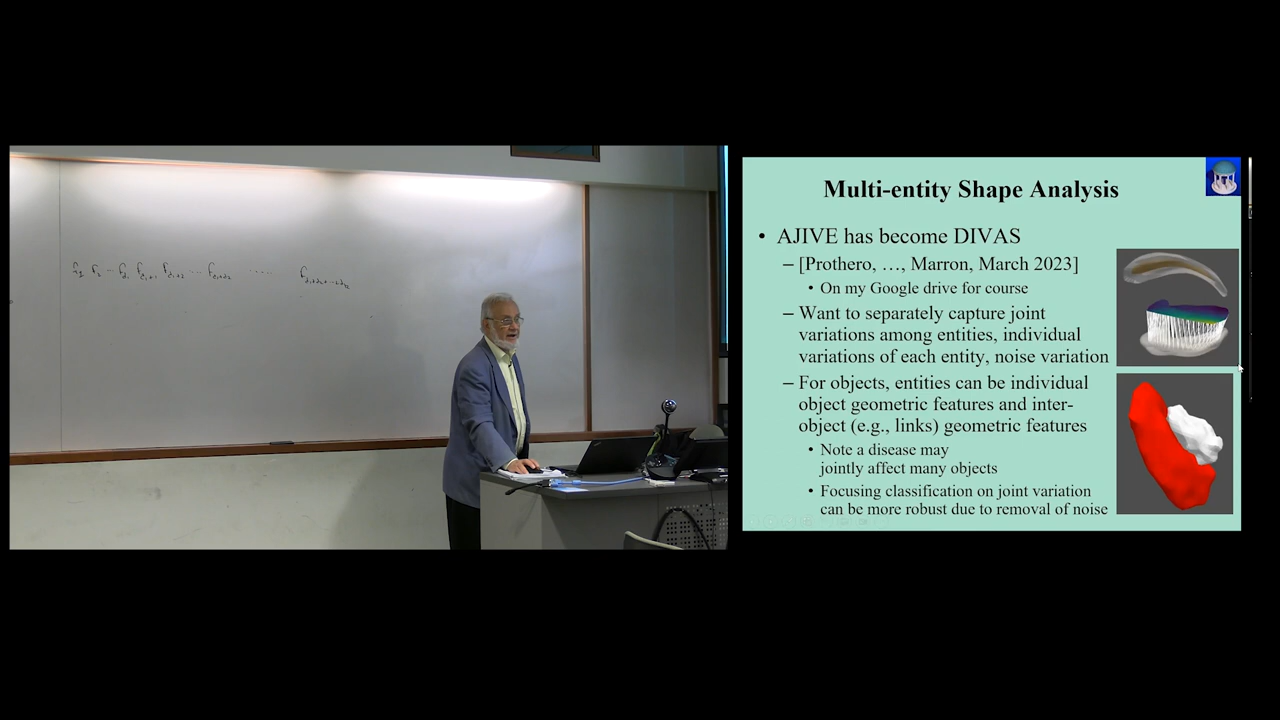 Multi-entity Shape Analysis
• AJIVE has become DIVAS
– [Prothero, …, Marron, March 2023]
• On my Google drive for course
– Want to separately capture joint
variations among entities, individual
variations of each entity, noise variation
– For objects, entities can be individual
object geometric features and inter-
object (e.g., links) geometric features
• Note a disease may
jointly affect many objects
• Focusing classification on joint variation
can be more robust due to removal of noise